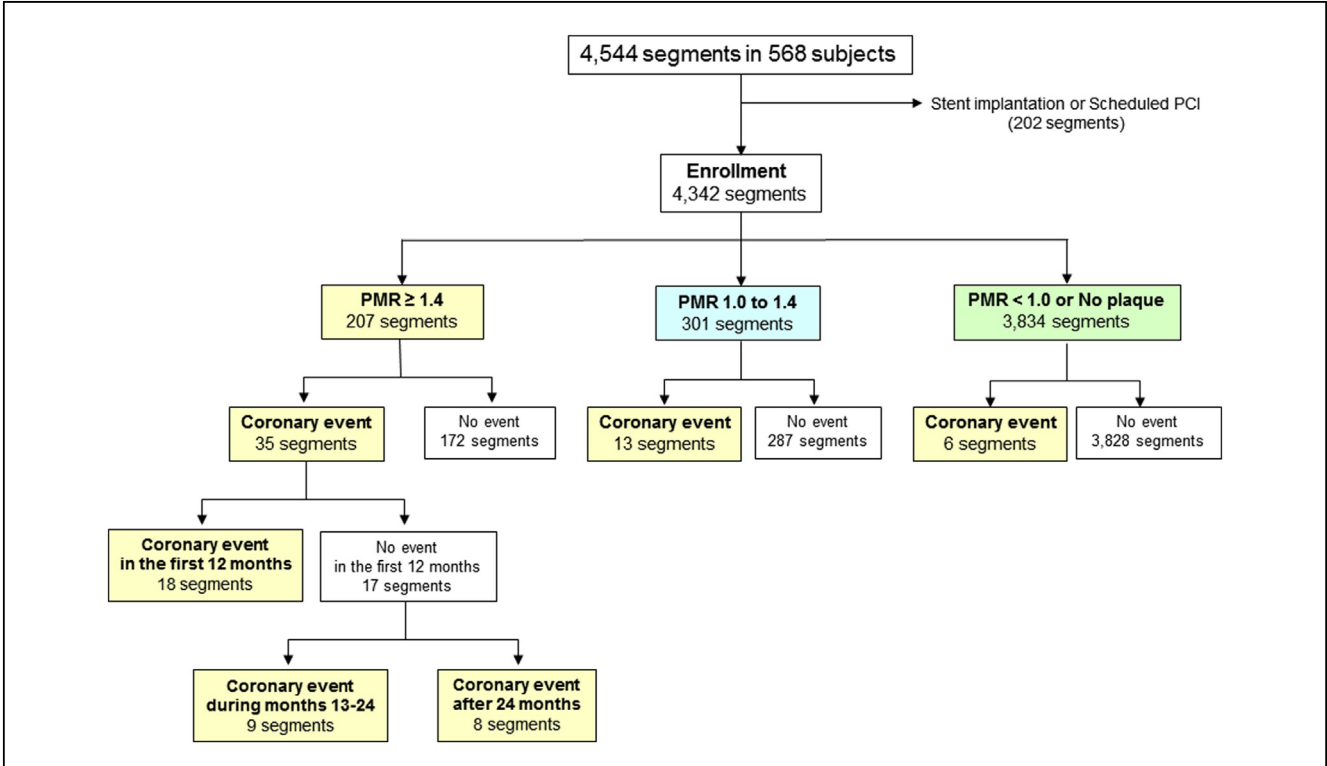 4,544 segments in 568 subjects
Stent implantation or Scheduled PCI
(202 segments)
Enrollment
4,342 segments
PMR ≥ 1.4
207 segments
PMR 1.0 to 1.4
301 segments
PMR < 1.0 or No plaque
3,834 segments
Coronary event
35 segments
No event
172 segments
Coronary event
13 segments
No event
287 segments
Coronary event
6 segments
No event
3,828 segments
Coronary event
in the first 12 months
18 segments
No event
in the first 12 months
17 segments
Coronary event
during months 13-24
9 segments
Coronary event
after 24 months
8 segments